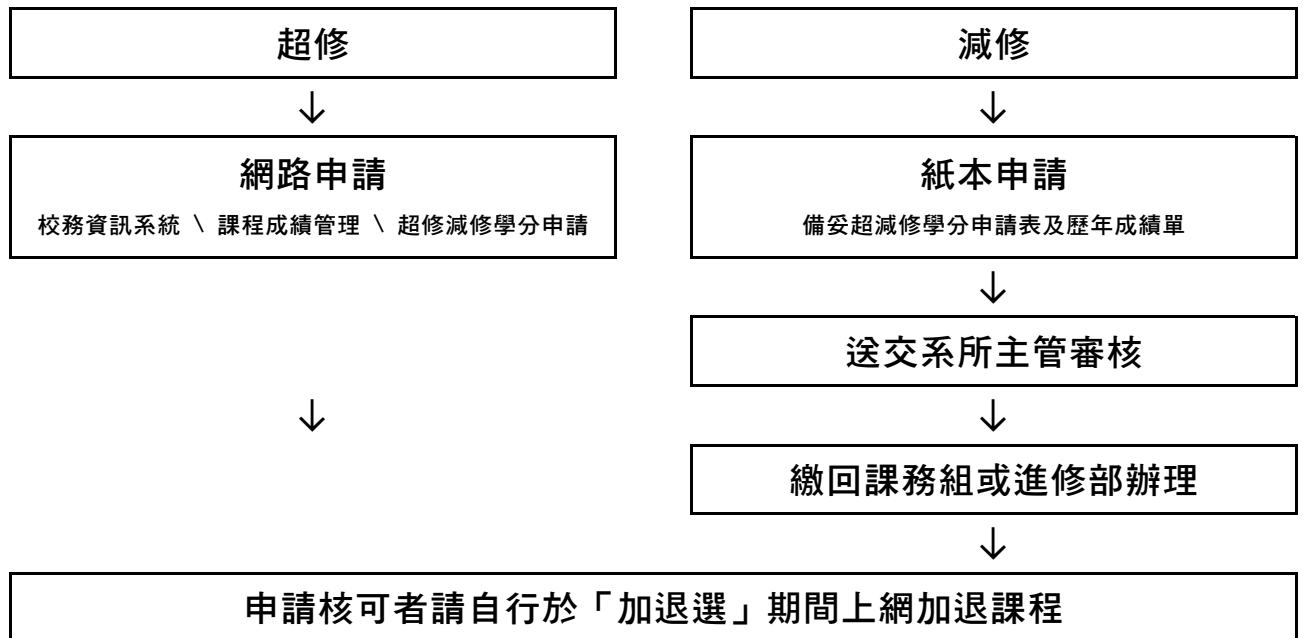 超修
↓
網路申請
校務資訊系統 \ 課程成績管理 \ 超修減修學分申請
↓
減修
↓
紙本申請
備妥超減修學分申請表及歷年成績單
↓
送交系所主管審核
↓
繳回課務組或進修部辦理
↓
申請核可者請自行於「加退選」期間上網加退課程